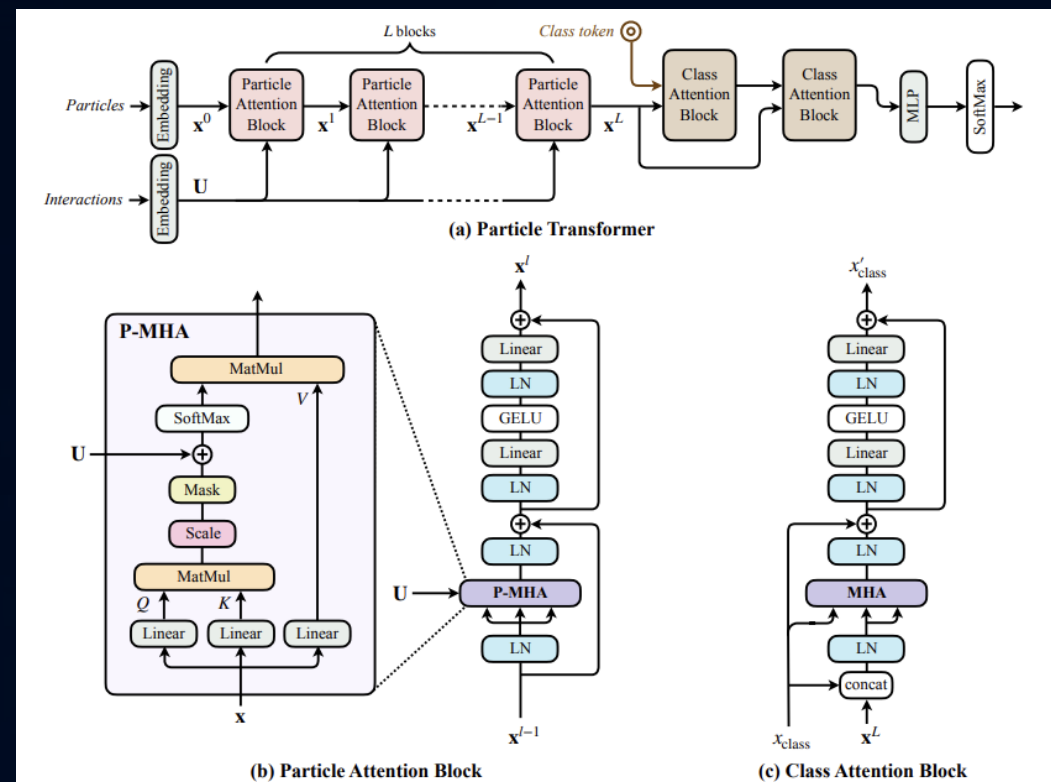 L blocks
Class token
Particles
Embedding
x⁰
Particle
Attention
Block
x¹
Particle
Attention
Block
xᴸ⁻¹
Particle
Attention
Block
xᴸ
Class
Attention
Block
Class
Attention
Block
MLP
SoftMax
Interactions
Embedding
U
(a) Particle Transformer
P-MHA
MatMul
SoftMax
V
U
+
Mask
Scale
MatMul
Q
K
Linear
Linear
Linear
x
xˡ
+
Linear
LN
GELU
Linear
LN
+
LN
U
P-MHA
LN
xˡ⁻¹
(b) Particle Attention Block
x′class
+
Linear
LN
GELU
Linear
LN
+
LN
MHA
LN
concat
xclass
xᴸ
(c) Class Attention Block